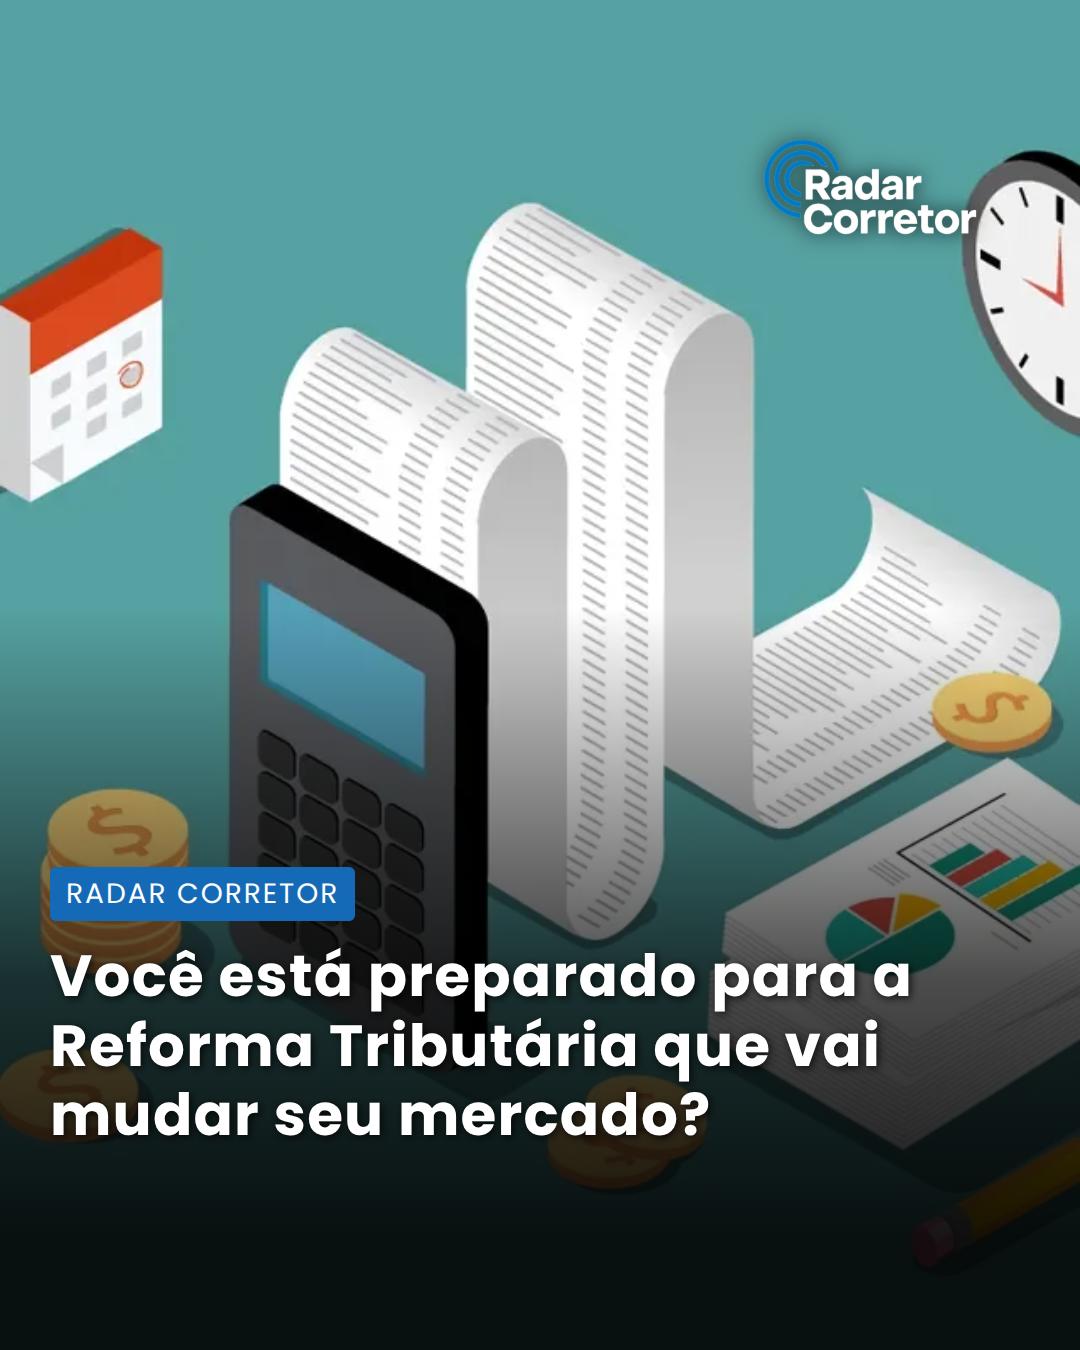 Radar
Corretor
RADAR CORRETOR
Você está preparado para a
Reforma Tributária que vai
mudar seu mercado?